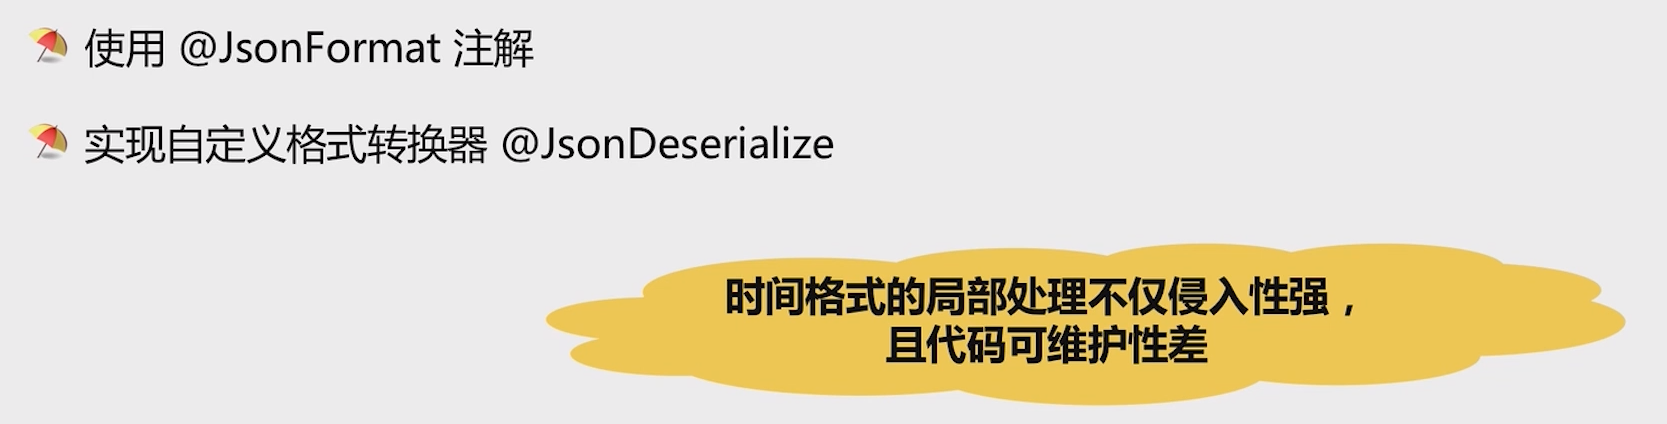 使用 @JsonFormat 注解
实现自定义格式转换器 @JsonDeserialize
时间格式的局部处理不仅侵入性强，
且代码可维护性差